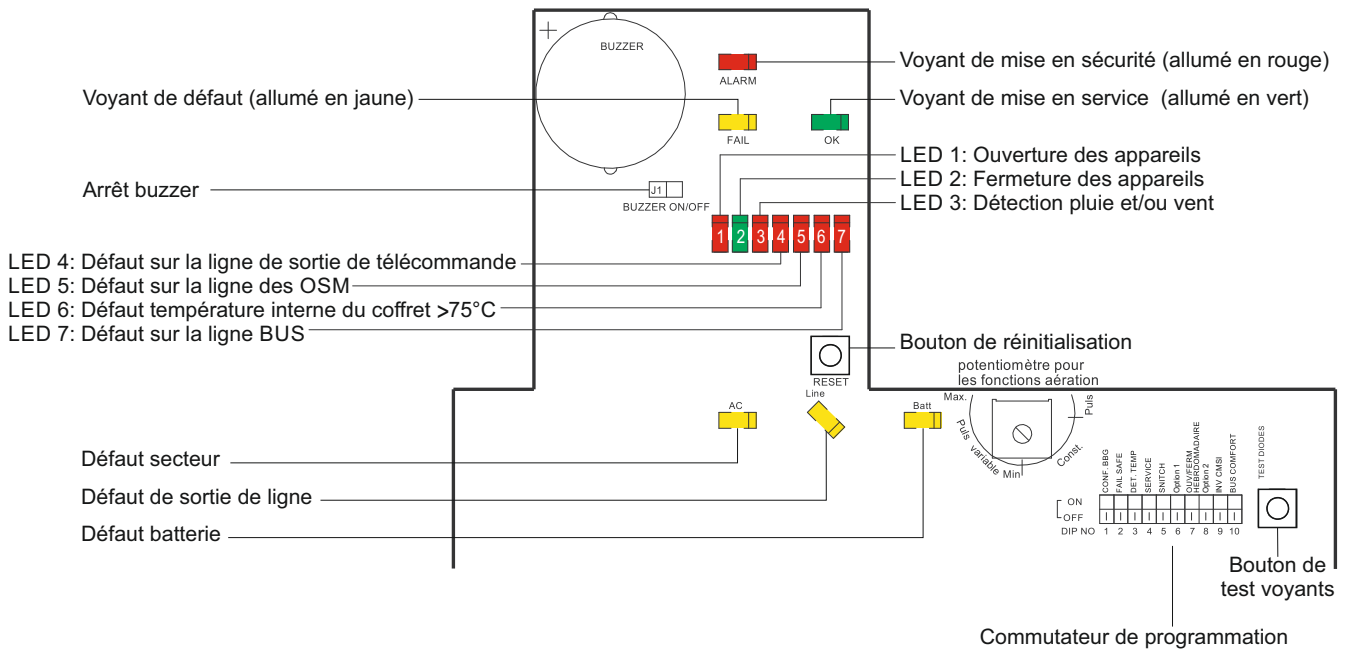 BUZZER
ALARM
Voyant de mise en sécurité (allumé en rouge)
Voyant de défaut (allumé en jaune)
Voyant de mise en service (allumé en vert)
FAIL
OK
LED 1: Ouverture des appareils
LED 2: Fermeture des appareils
LED 3: Détection pluie et/ou vent
Arrêt buzzer
J1
BUZZER ON/OFF
1 2 3 4 5 6 7
LED 4: Défaut sur la ligne de sortie de télécommande
LED 5: Défaut sur la ligne des OSM
LED 6: Défaut température interne du coffret >75°C
LED 7: Défaut sur la ligne BUS
Bouton de réinitialisation
RESET
potentiomètre pour
les fonctions aération
Line
AC
Batt
Max.
Puls
Puls variable
Min
Const.
Défaut secteur
Défaut de sortie de ligne
Défaut batterie
CONF. BBG
FAIL SAFE
DET. TEMP
SERVICE
SNITCH
Option 1
OUV/FERM
HEBRDOMADAIRE
Option 2
INV CMSI
BUS COMFORT
TEST DIODES
ON
OFF
DIP NO 1 2 3 4 5 6 7 8 9 10
Bouton de
test voyants
Commutateur de programmation